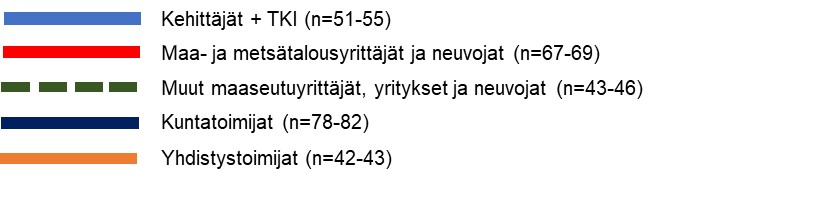 Kehittäjät + TKI (n=51-55)
Maa- ja metsätalousyrittäjät ja neuvojat (n=67-69)
Muut maaseutuyrittäjät, yritykset ja neuvojat (n=43-46)
Kuntatoimijat (n=78-82)
Yhdistystoimijat (n=42-43)